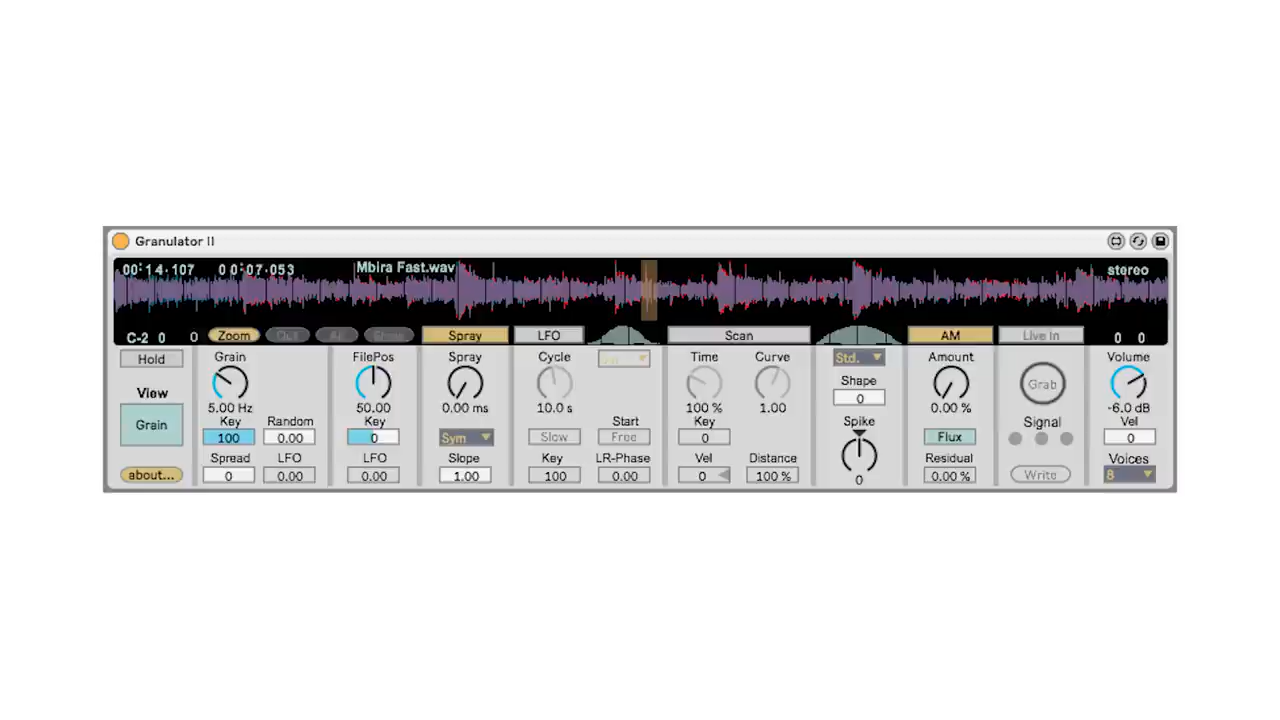 Granulator II
00:14.107 00:07.053 Mbira Fast.wav stereo
C-2 0 0 Zoom Spray LFO Scan AM Live In 0 0
Hold Grain FilePos Spray Cycle Time Curve Std. Amount Volume
View Shape Grab
5.00 Hz 50.00 0.00 ms 10.0 s 100 % 1.00 0 0.00 % -6.0 dB
Grain Key Random Key Start Key Spike Signal Vel
100 0.00 0 Sym Slow Free 0 Flux 0
Spread LFO LFO Slope Key LR-Phase Vel Distance Residual Voices
about... 0 0.00 0.00 1.00 100 0.00 0 100 % 0 0.00 % Write 8